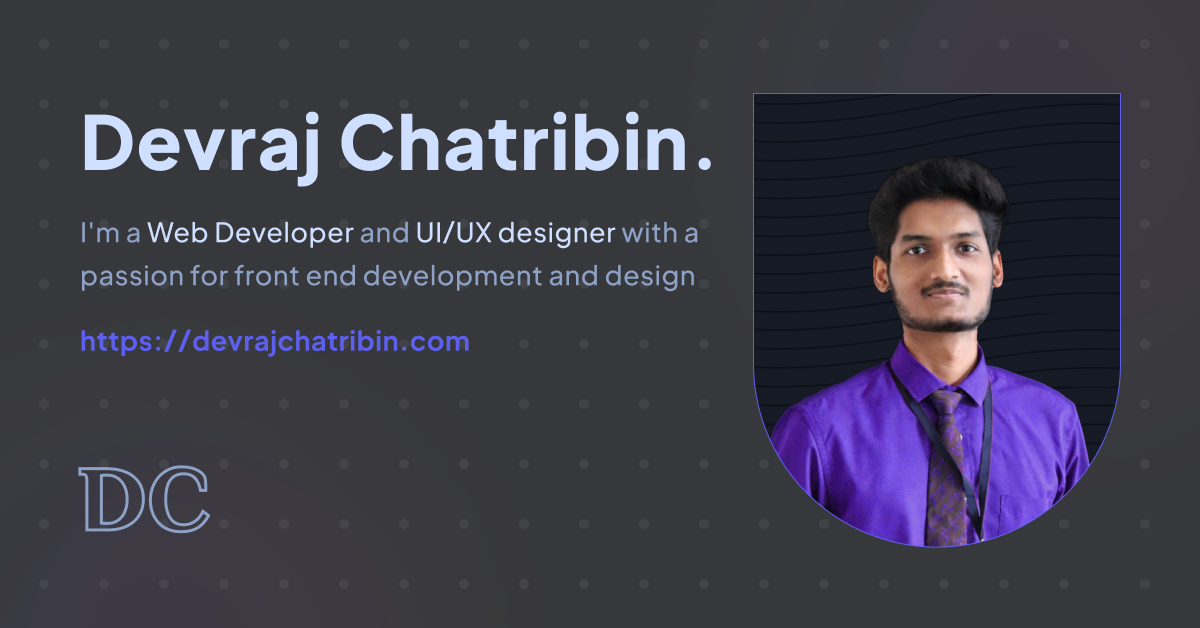 Devraj Chatribin.
I'm a Web Developer and UI/UX designer with a
passion for front end development and design
https://devrajchatribin.com
DC